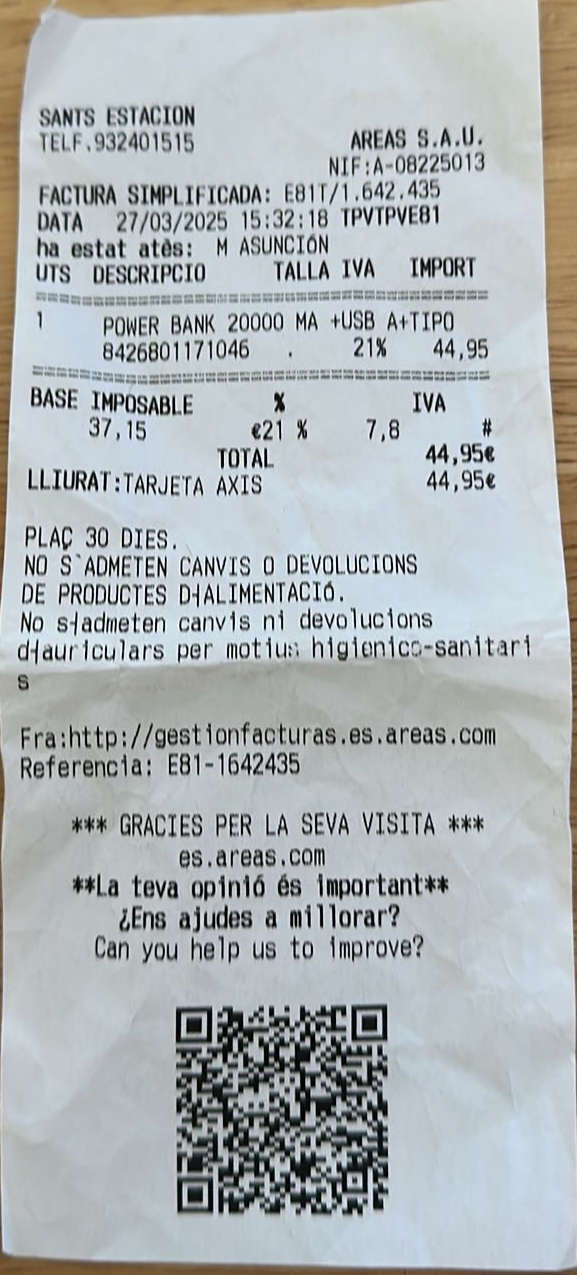 SANTS ESTACION
TELF.932401515 AREAS S.A.U.
NIF:A-08225013
FACTURA SIMPLIFICADA: E81T/1.642.435
DATA 27/03/2025 15:32:18 TPVTPVE81
ha estat atès: M ASUNCIÓN
UTS DESCRIPCIO TALLA IVA IMPORT
1 POWER BANK 20000 MA +USB A+TIPO
8426801171046 . 21% 44,95
BASE IMPOSABLE % IVA
37,15 €21 % 7,8 #
TOTAL 44,95€
LLIURAT:TARJETA AXIS 44,95€
PLAÇ 30 DIES.
NO S`ADMETEN CANVIS O DEVOLUCIONS
DE PRODUCTES D┤ALIMENTACIÓ.
No s┤admeten canvis ni devolucions
d┤auriculars per motius higienico-sanitari
s
Fra:http://gestionfacturas.es.areas.com
Referencia: E81-1642435
*** GRACIES PER LA SEVA VISITA ***
es.areas.com
**La teva opinió és important**
¿Ens ajudes a millorar?
Can you help us to improve?